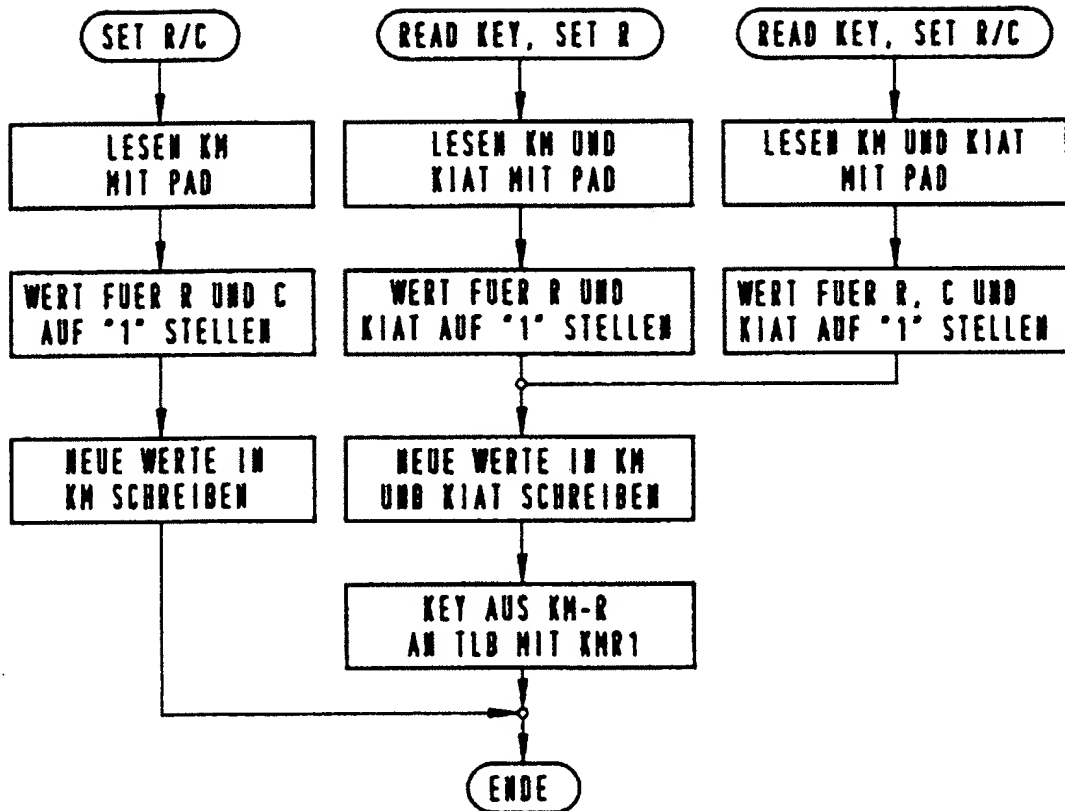 SET R/C
READ KEY, SET R
READ KEY, SET R/C
LESEN KM
MIT PAD
LESEN KM UND
KIAT MIT PAD
LESEN KM UND KIAT
MIT PAD
WERT FUER R UND C
AUF "1" STELLEN
WERT FUER R UND
KIAT AUF "1" STELLEN
WERT FUER R, C UND
KIAT AUF "1" STELLEN
NEUE WERTE IN
KM SCHREIBEN
NEUE WERTE IN KM
UND KIAT SCHREIBEN
KEY AUS KM-R
AN TLB MIT KMR1
ENDE